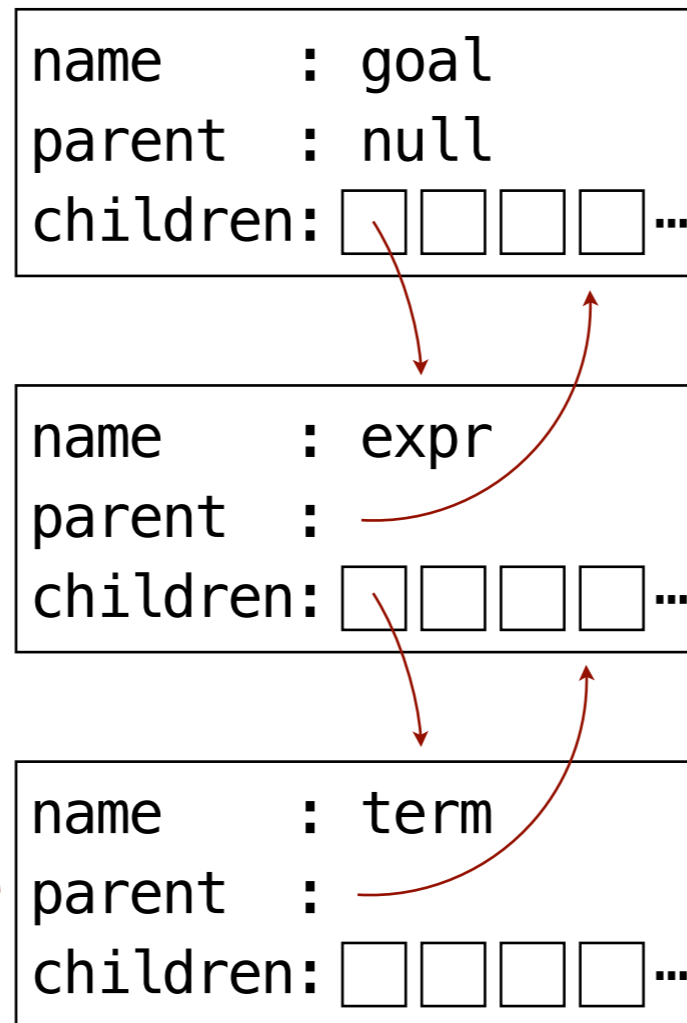 name : goal
parent : null
children: …
name : expr
parent :
children: …
name : term
parent :
children: …